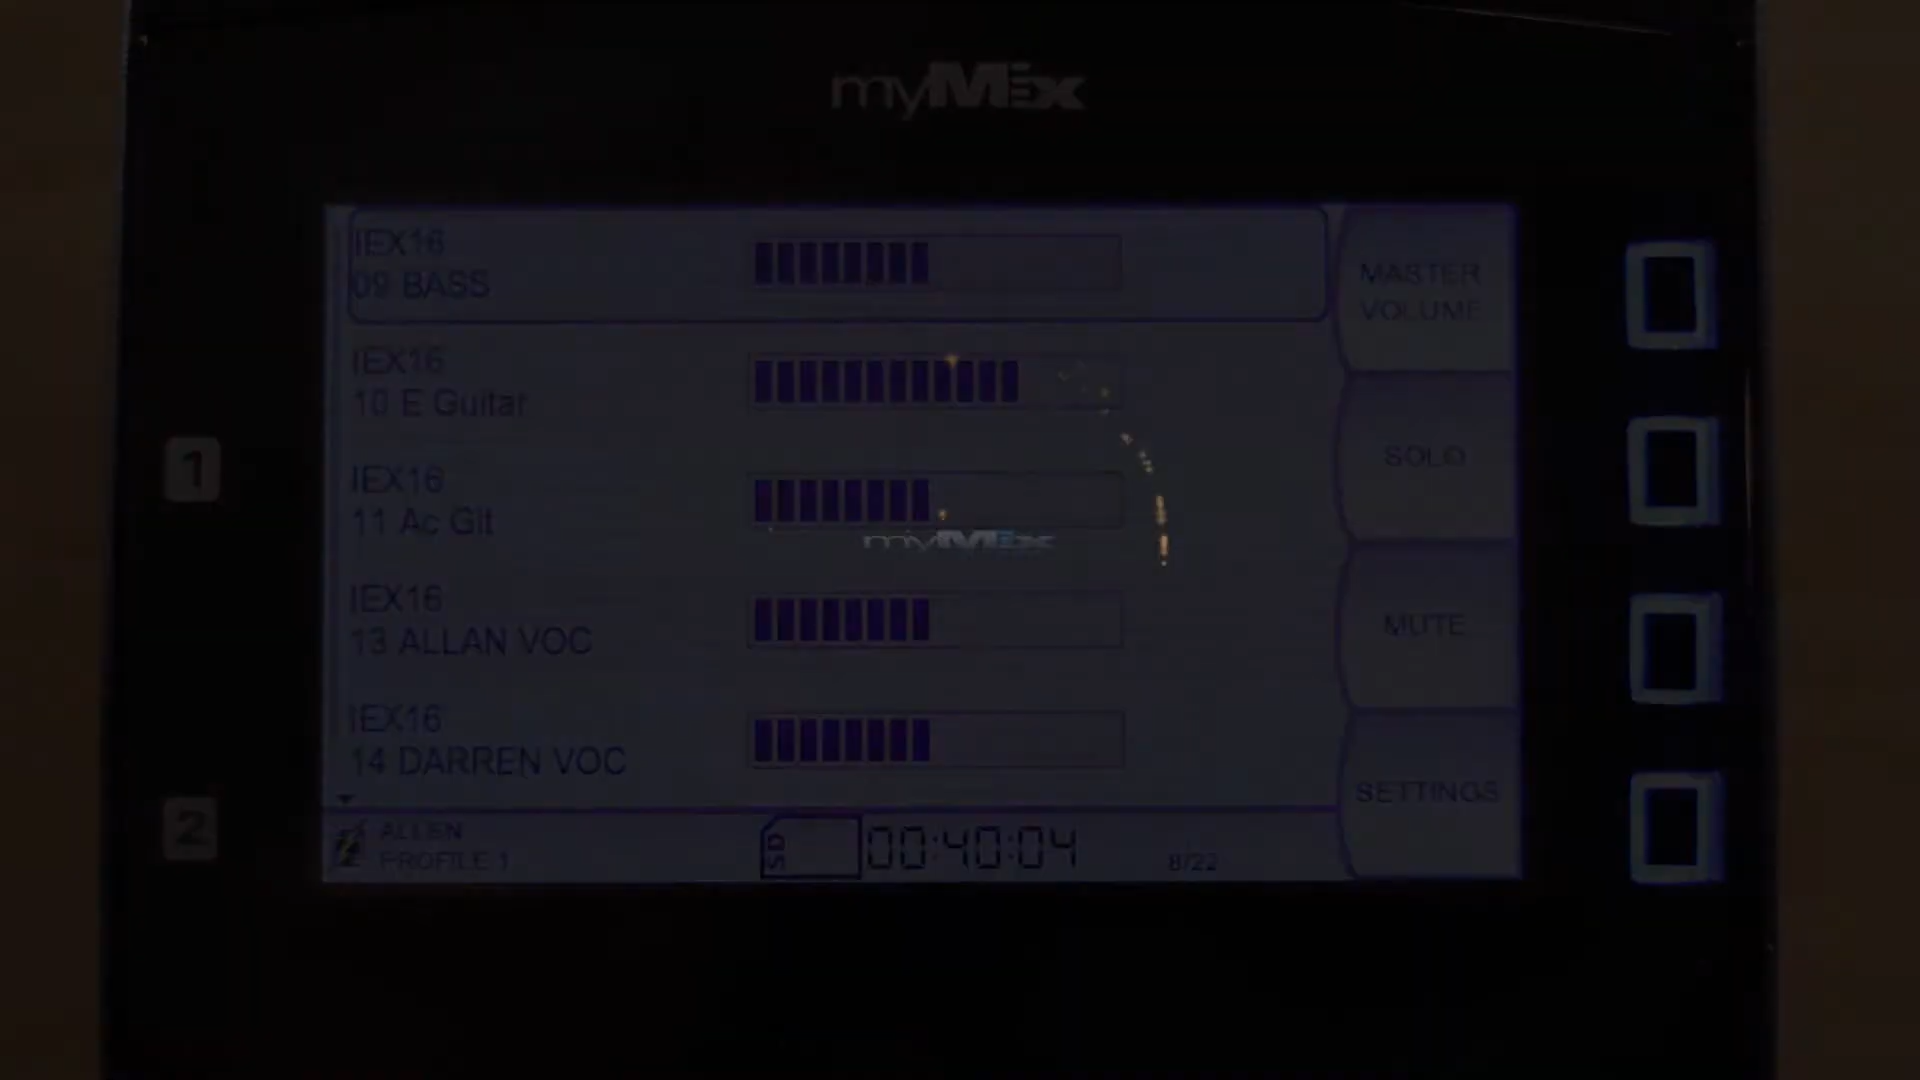 myMix
IEX16
09 BASS
MASTER
VOLUME
IEX16
10 E Guitar
SOLO
1
IEX16
11 Ac Git
myMix
IEX16
13 ALLAN VOC
MUTE
IEX16
14 DARREN VOC
SETTINGS
2
ALLEN
PROFILE 1
SD
00:40:04
8/22